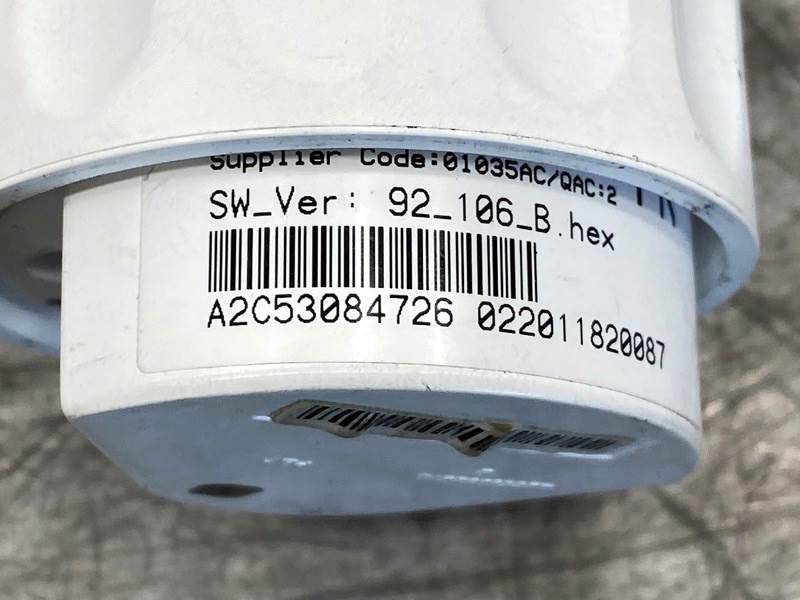 Supplier Code:01035AC/QAC:2
SW_Ver: 92_106_B.hex
A2C53084726 022011820087